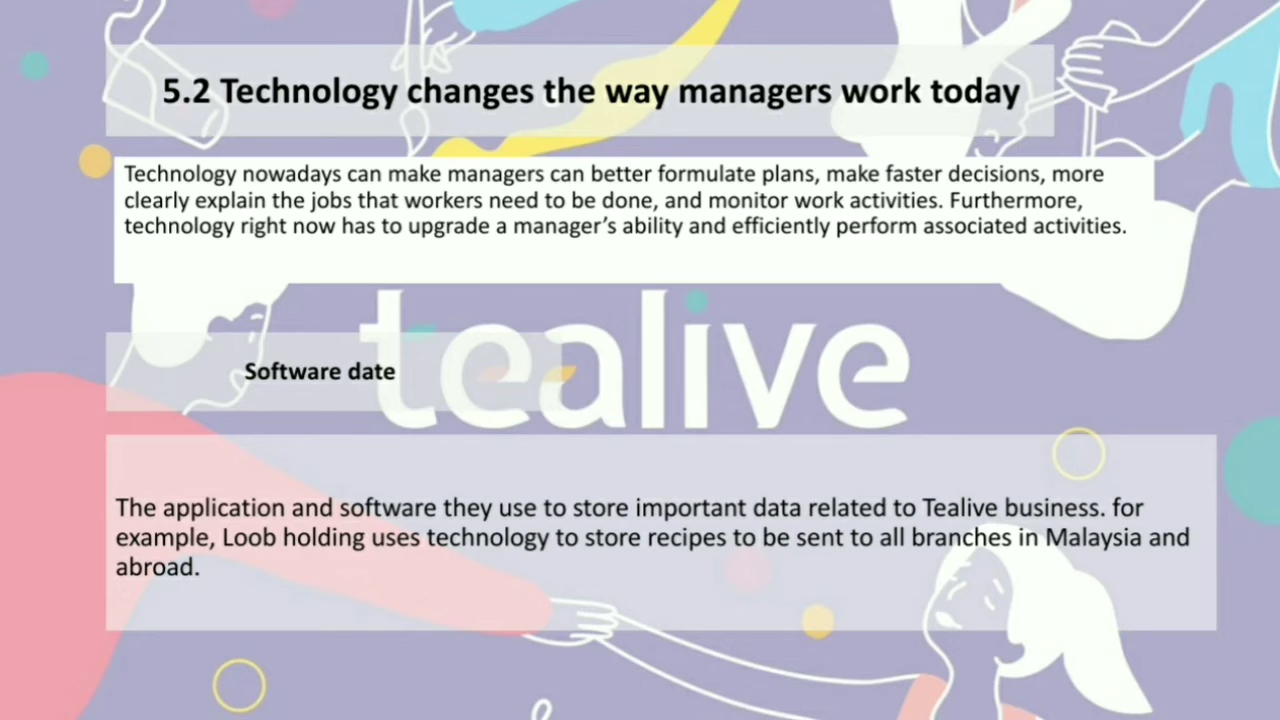 5.2 Technology changes the way managers work today
Technology nowadays can make managers can better formulate plans, make faster decisions, more
clearly explain the jobs that workers need to be done, and monitor work activities. Furthermore,
technology right now has to upgrade a manager’s ability and efficiently perform associated activities.
tealive
Software date
The application and software they use to store important data related to Tealive business. for
example, Loob holding uses technology to store recipes to be sent to all branches in Malaysia and
abroad.